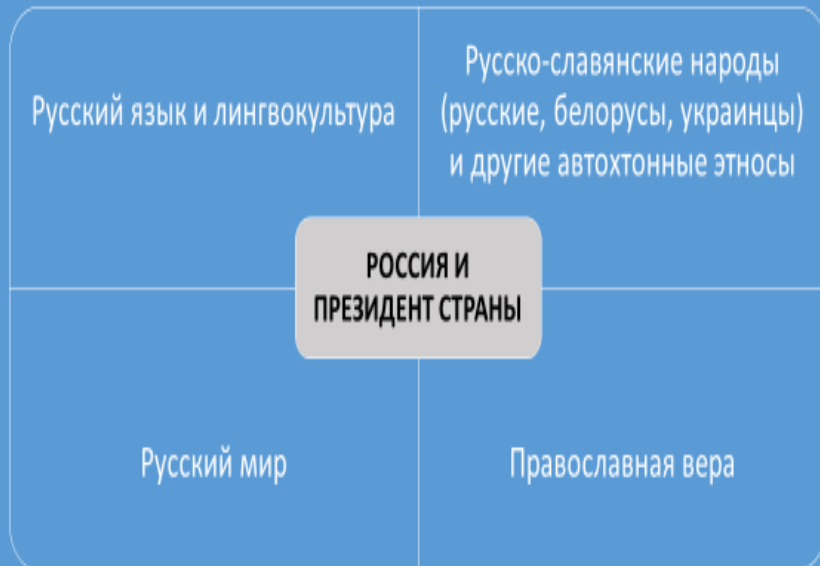 Русский язык и лингвокультура
Русско-славянские народы
(русские, белорусы, украинцы)
и другие автохтонные этносы
РОССИЯ И
ПРЕЗИДЕНТ СТРАНЫ
Русский мир
Православная вера